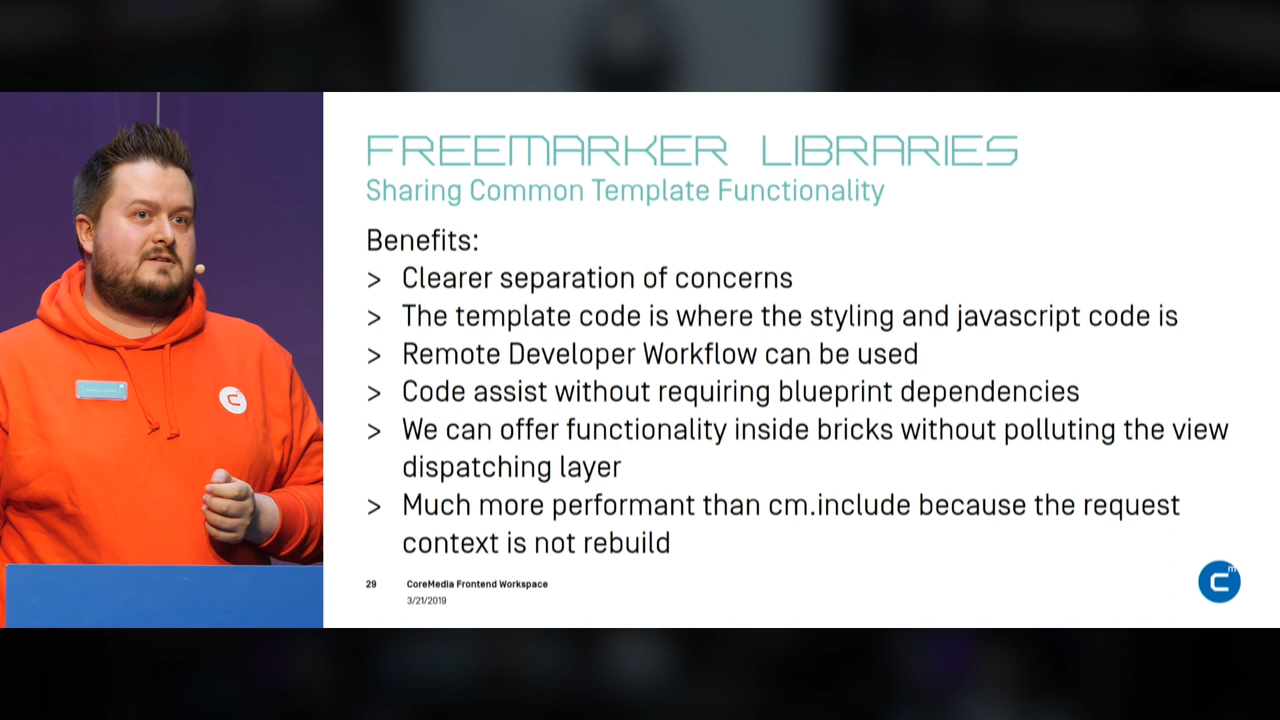 FREEMARKER LIBRARIES
Sharing Common Template Functionality
Benefits:
> Clearer separation of concerns
> The template code is where the styling and javascript code is
> Remote Developer Workflow can be used
> Code assist without requiring blueprint dependencies
> We can offer functionality inside bricks without polluting the view
dispatching layer
> Much more performant than cm.include because the request
context is not rebuild
29 CoreMedia Frontend Workspace
3/21/2019
C m
C